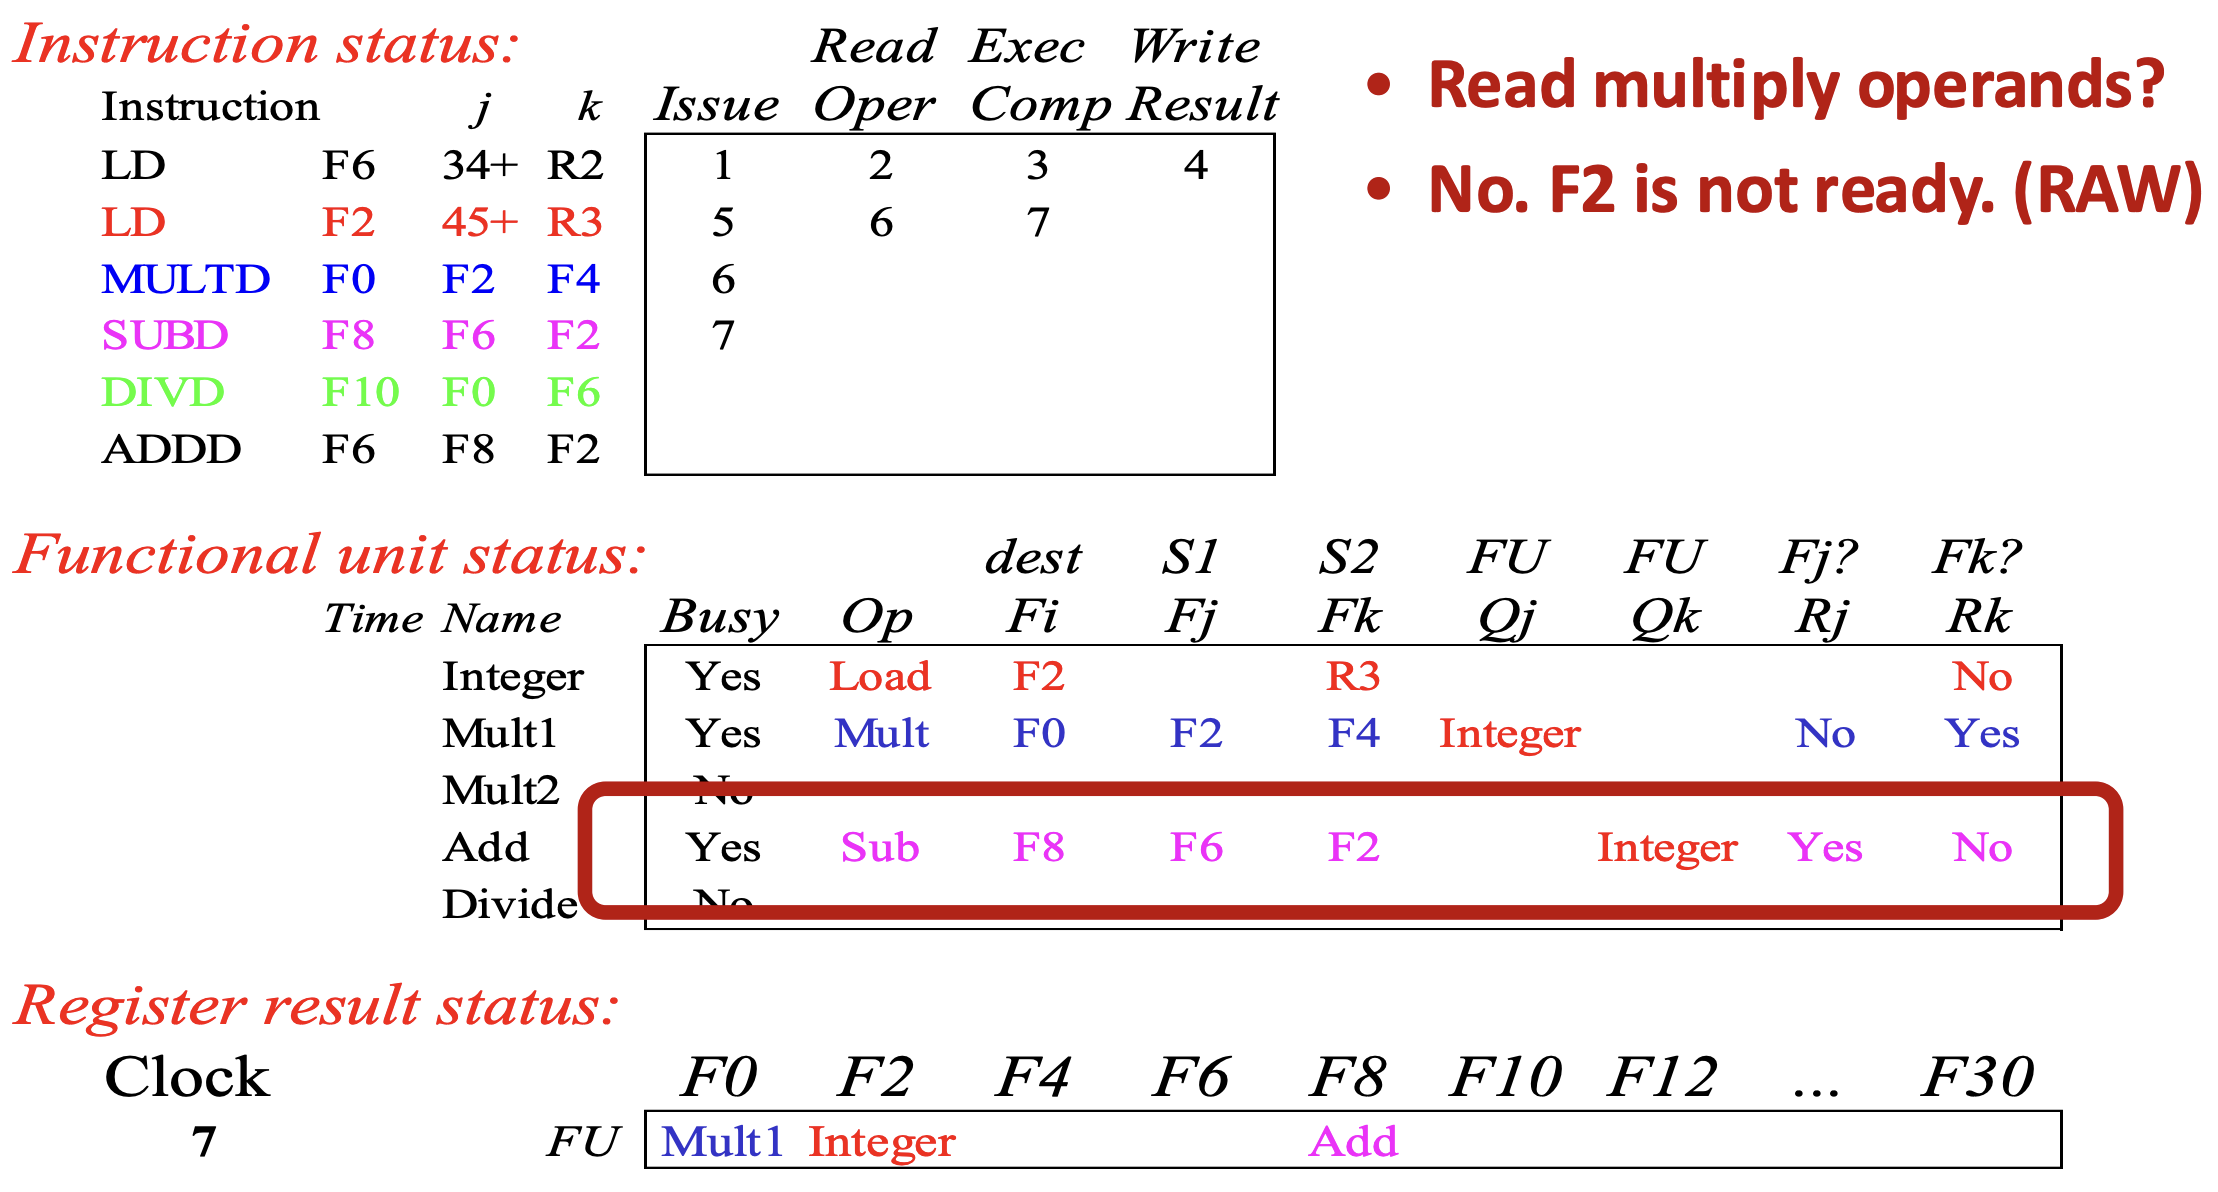 Instruction status: Read Exec Write
Instruction j k Issue Oper Comp Result
LD F6 34+ R2 1 2 3 4
LD F2 45+ R3 5 6 7
MULTD F0 F2 F4 6
SUBD F8 F6 F2 7
DIVD F10 F0 F6
ADDD F6 F8 F2
• Read multiply operands?
• No. F2 is not ready. (RAW)
Functional unit status: dest S1 S2 FU FU Fj? Fk?
Time Name Busy Op Fi Fj Fk Qj Qk Rj Rk
Integer Yes Load F2 R3 No
Mult1 Yes Mult F0 F2 F4 Integer No Yes
Mult2 No
Add Yes Sub F8 F6 F2 Integer Yes No
Divide No
Register result status:
Clock F0 F2 F4 F6 F8 F10 F12 ... F30
7 FU Mult1 Integer Add